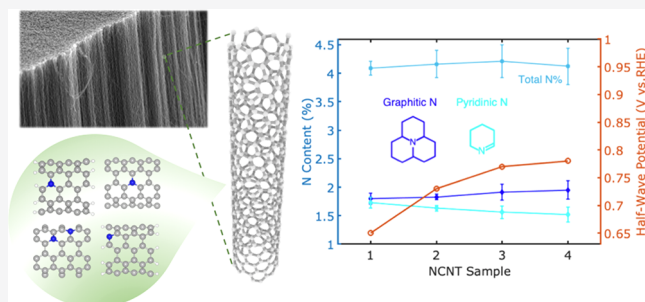 4.5
4
3.5
3
2.5
2
1.5
1
N Content (%)
Total N%
Graphitic N
Pyridinic N
N
N
1
0.95
0.9
0.85
0.8
0.75
0.7
0.65
Half-Wave Potential (V vs.RHE)
1
2
3
4
NCNT Sample